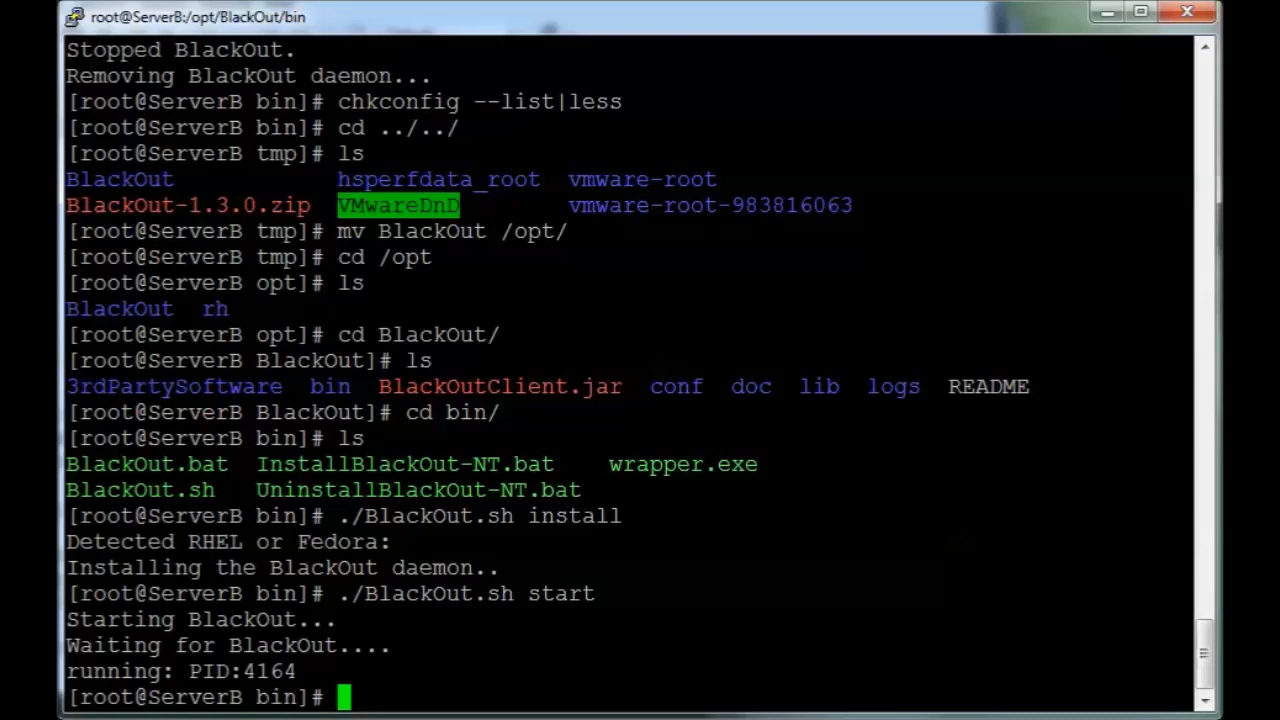 root@ServerB:/opt/BlackOut/bin
Stopped BlackOut.
Removing BlackOut daemon...
[root@ServerB bin]# chkconfig --list|less
[root@ServerB bin]# cd ../../
[root@ServerB tmp]# ls
BlackOut            hsperfdata_root  vmware-root
BlackOut-1.3.0.zip  VMwareDnD        vmware-root-983816063
[root@ServerB tmp]# mv BlackOut /opt/
[root@ServerB tmp]# cd /opt
[root@ServerB opt]# ls
BlackOut  rh
[root@ServerB opt]# cd BlackOut/
[root@ServerB BlackOut]# ls
3rdPartySoftware  bin  BlackOutClient.jar  conf  doc  lib  logs  README
[root@ServerB BlackOut]# cd bin/
[root@ServerB bin]# ls
BlackOut.bat  InstallBlackOut-NT.bat    wrapper.exe
BlackOut.sh   UninstallBlackOut-NT.bat
[root@ServerB bin]# ./BlackOut.sh install
Detected RHEL or Fedora:
Installing the BlackOut daemon..
[root@ServerB bin]# ./BlackOut.sh start
Starting BlackOut...
Waiting for BlackOut....
running: PID:4164
[root@ServerB bin]#